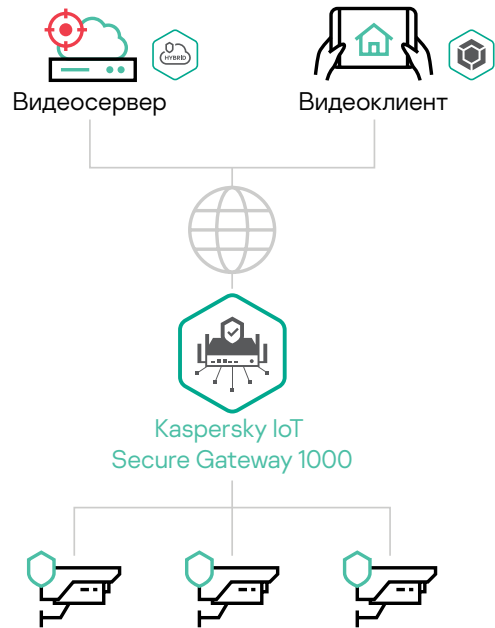 HYBRID
Видеосервер
Видеоклиент
Kaspersky IoT
Secure Gateway 1000